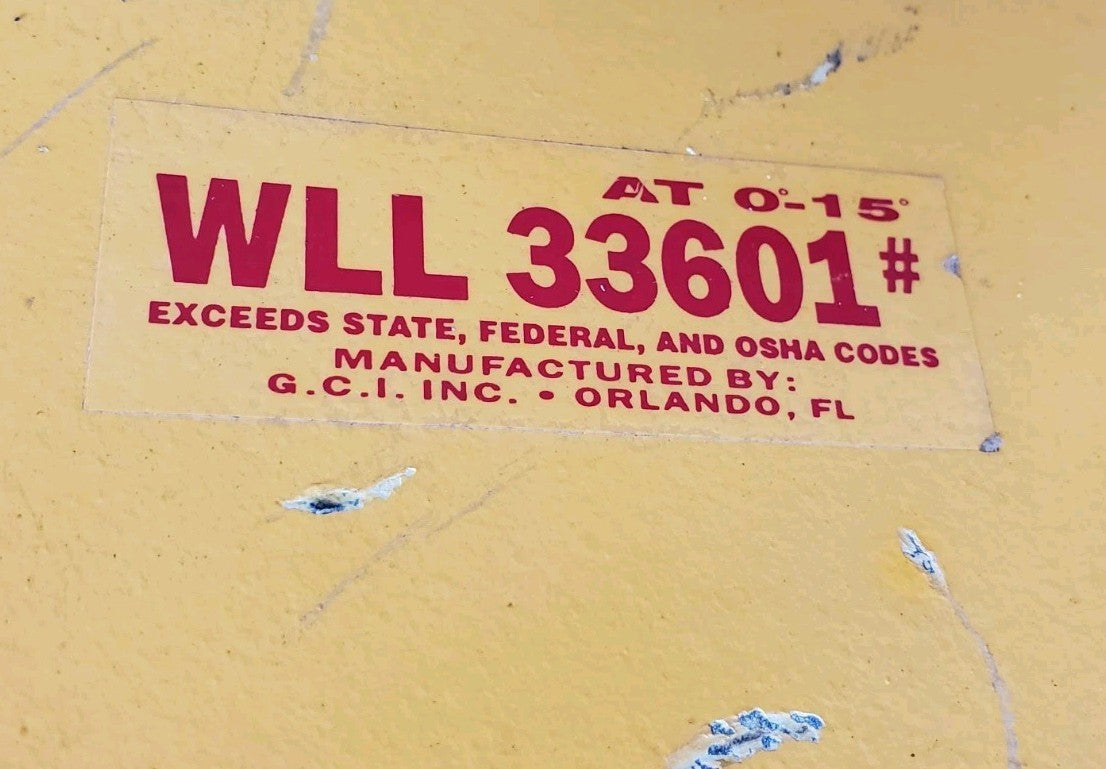 AT 0°-15°
WLL 33601#
EXCEEDS STATE, FEDERAL, AND OSHA CODES
MANUFACTURED BY:
G.C.I. INC. • ORLANDO, FL